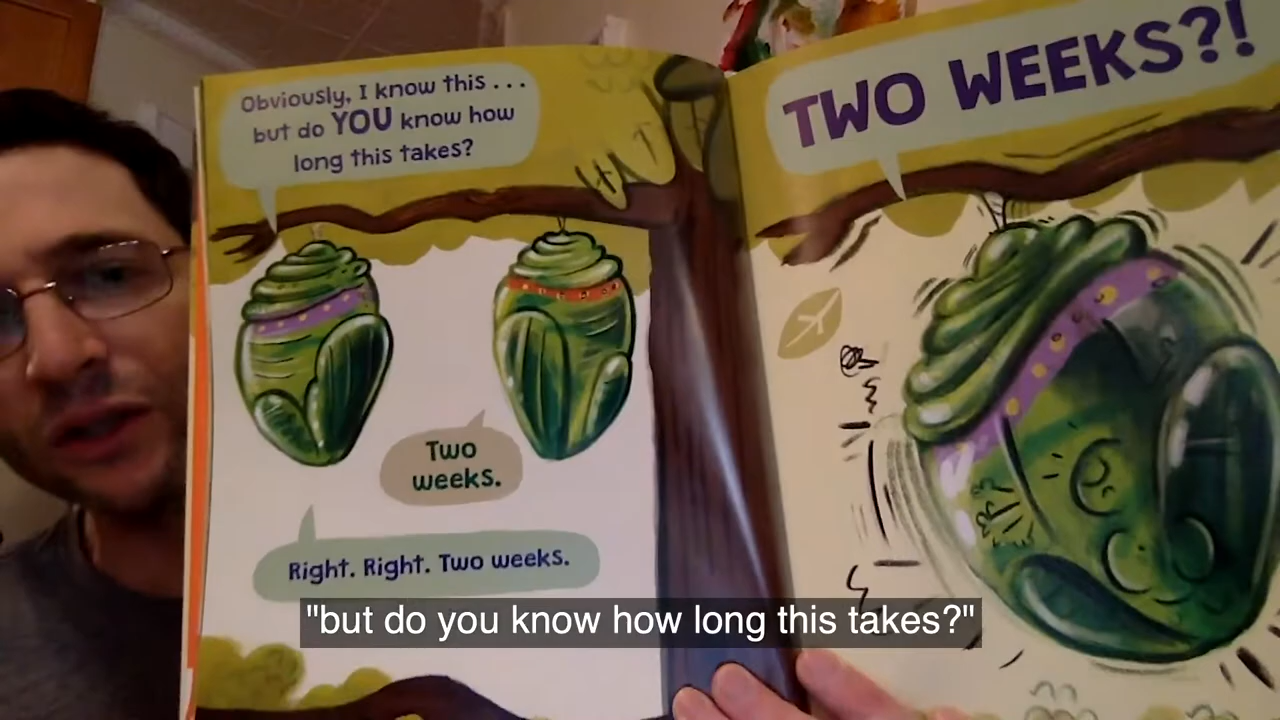 Obviously, I know this...
but do YOU know how
long this takes?
Two
weeks.
Right. Right. Two weeks.
TWO WEEKS?!
"but do you know how long this takes?"